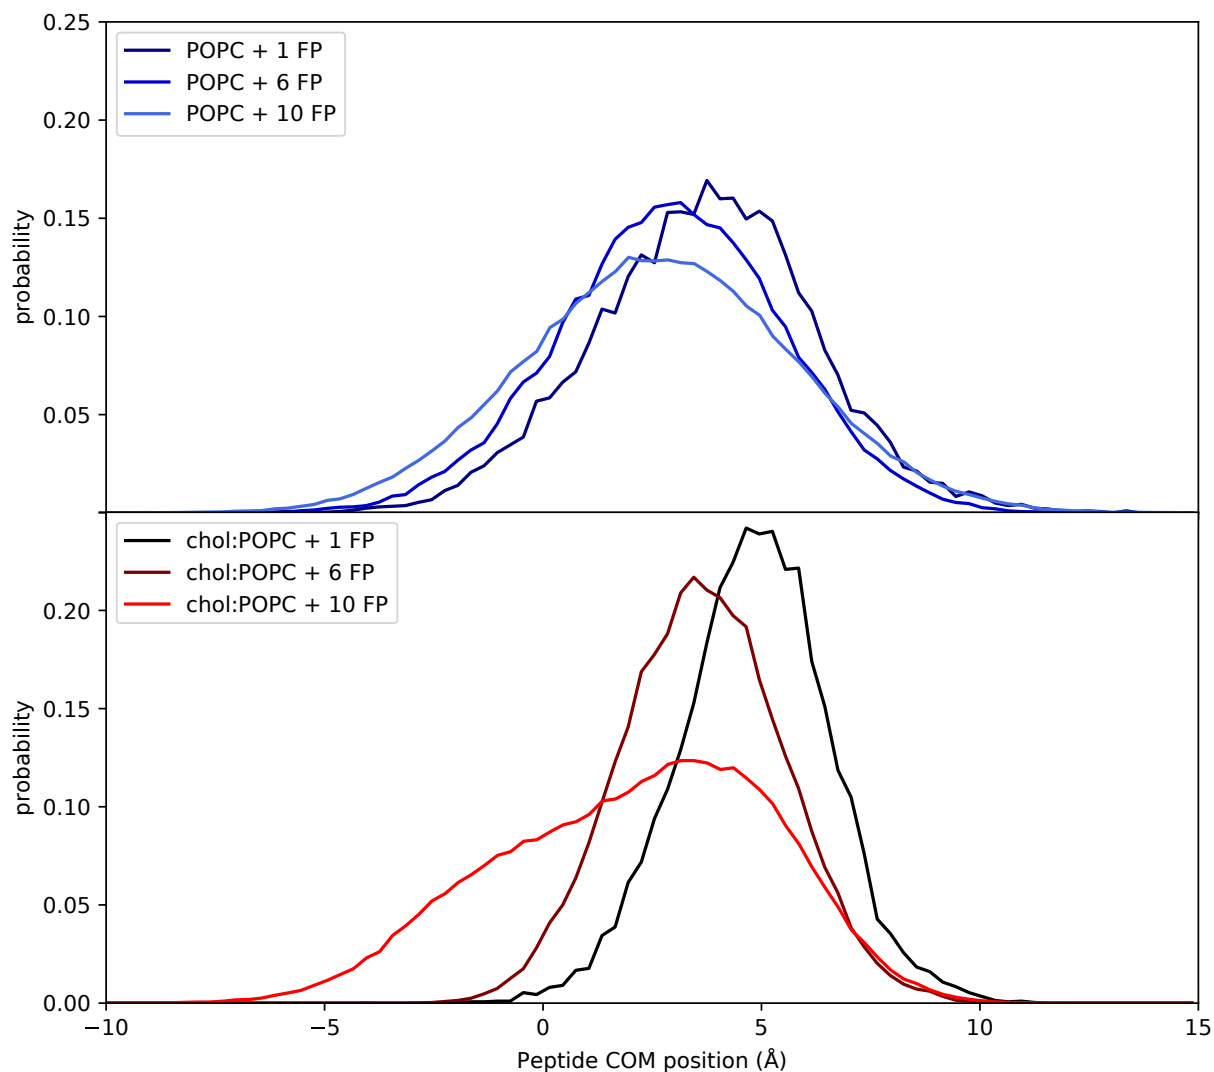 0.25
0.20
0.15
0.10
0.05
probability
POPC + 1 FP
POPC + 6 FP
POPC + 10 FP
0.20
0.15
0.10
0.05
0.00
probability
chol:POPC + 1 FP
chol:POPC + 6 FP
chol:POPC + 10 FP
−10
−5
0
5
10
15
Peptide COM position (Å)